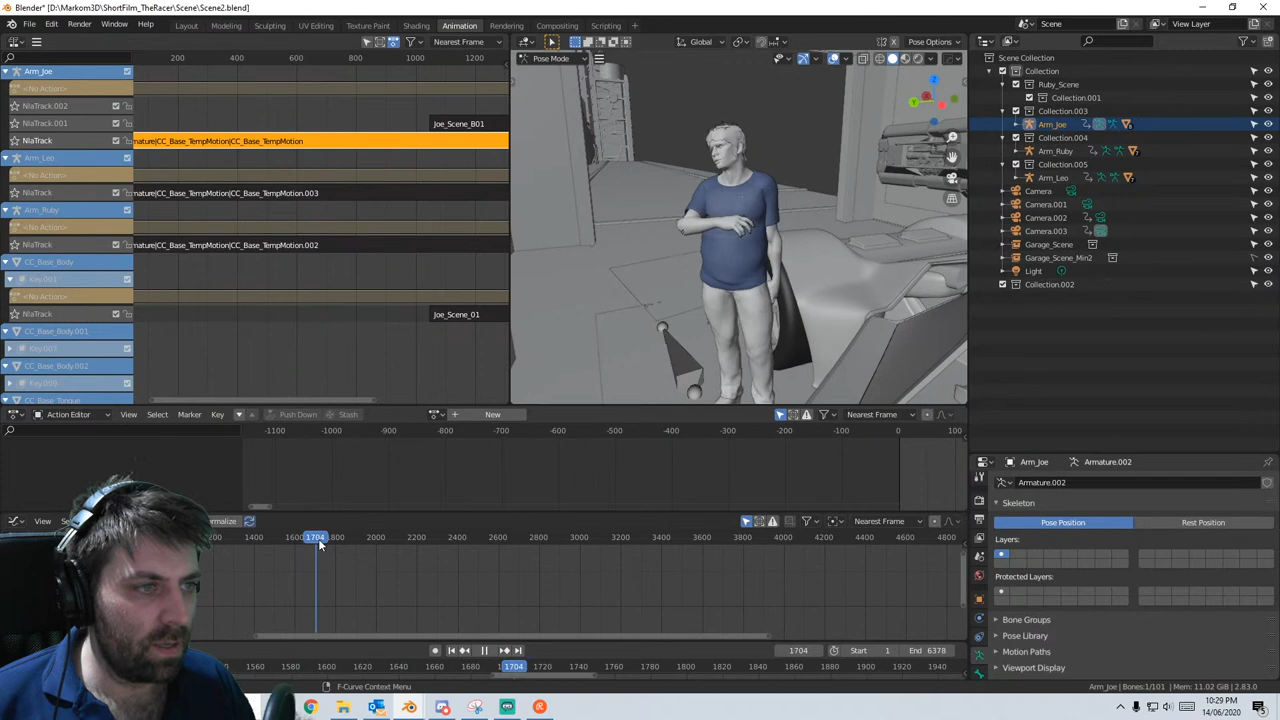 Blender* [D:\Markom3D\ShortFilm_TheRacer\Scene\Scene2.blend]
File Edit Render Window Help Layout Modeling Sculpting UV Editing Texture Paint Shading Animation Rendering Compositing Scripting + Scene View Layer
Nearest Frame Global Pose Options
200 400 600 800 1000 1200
Pose Mode
Scene Collection
Arm_Joe
Collection
<No Action>
Ruby_Scene
NlaTrack.002
Collection.001
NlaTrack.001 Joe_Scene_B01
Collection.003
Arm_Joe
NlaTrack mature|CC_Base_TempMotion|CC_Base_TempMotion
Collection.004
Arm_Leo
Arm_Ruby
<No Action>
Collection.005
NlaTrack mature|CC_Base_TempMotion|CC_Base_TempMotion.003
Arm_Leo
Arm_Ruby
Camera
<No Action>
Camera.001
NlaTrack mature|CC_Base_TempMotion|CC_Base_TempMotion.002
Camera.002
CC_Base_Body
Camera.003
Key.001
Garage_Scene
<No Action>
Garage_Scene_Min2
NlaTrack Joe_Scene_01
Light
CC_Base_Body.001
Collection.002
CC_Base_Body.002
Key.009
CC_Base_Tongue
Action Editor View Select Marker Key Push Down Stash New Nearest Frame
-1100 -1000 -900 -800 -700 -600 -500 -400 -300 -200 -100 0 100
Arm_Joe Armature.002
Armature.002
Skeleton
Pose Position Rest Position
Layers:
Protected Layers:
Bone Groups
Pose Library
Motion Paths
Viewport Display
View Nearest Frame
1400 1600 1704 2000 2200 2400 2600 2800 3000 3200 3400 3600 3800 4000 4200 4400 4600 4800
1704 Start 1 End 6378
1560 1580 1600 1620 1640 1660 1680 1704 1720 1740 1760 1780 1800 1820 1840 1860 1880 1900 1920 1940
F-Curve Context Menu
Arm_Joe | Bones:1/101 | Mem: 11.02 GiB | 2.83.0
10:29 PM
14/06/2020